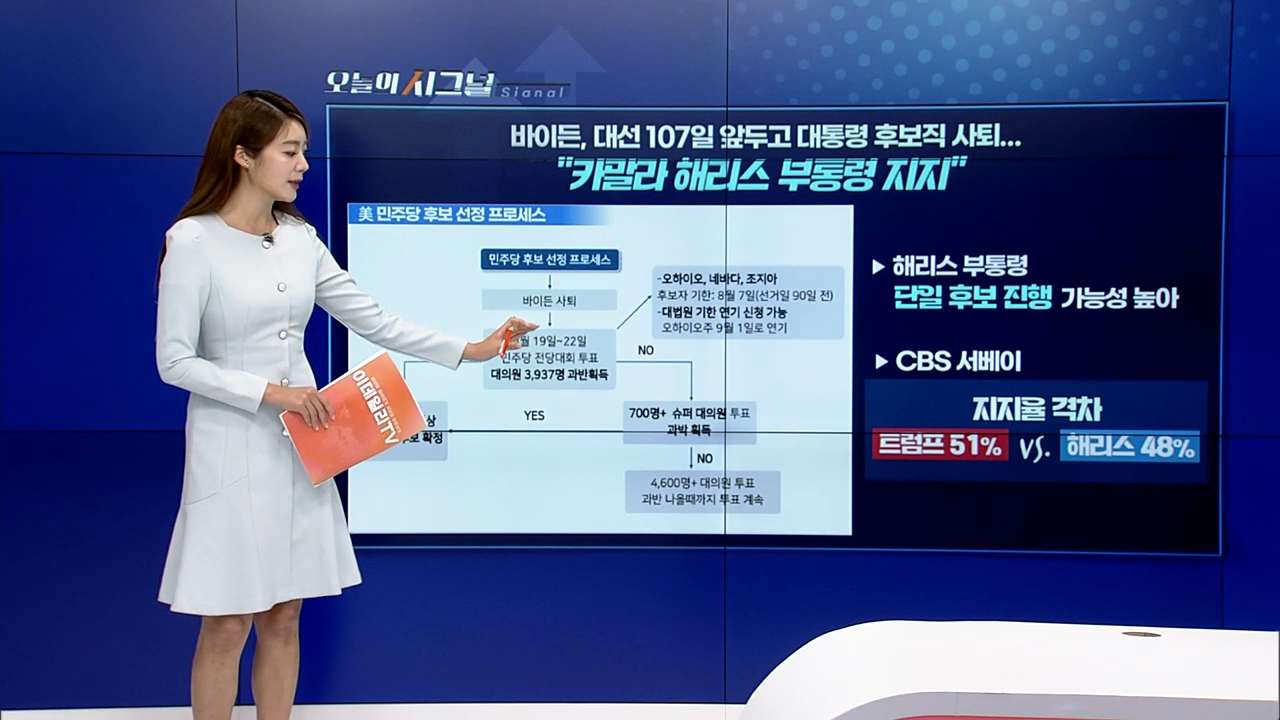 오늘의 시그널
Signal
바이든, 대선 107일 앞두고 대통령 후보직 사퇴...
"카말라 해리스 부통령 지지"
美 민주당 후보 선정 프로세스
민주당 후보 선정 프로세스
바이든 사퇴
-오하이오, 네바다, 조지아
후보자 기한: 8월 7일(선거일 90일 전)
-대법원 기한 연기 신청 가능
오하이오주 9월 1일로 연기
월 19일~22일
민주당 전당대회 투표
대의원 3,937명 과반획득
NO
YES
700명+ 슈퍼 대의원 투표
과박 획득
확정
NO
4,600명+ 대의원 투표
과반 나올때까지 투표 계속
▶ 해리스 부통령
단일 후보 진행 가능성 높아
▶ CBS 서베이
지지율 격차
트럼프 51% VS. 해리스 48%
이데일리TV